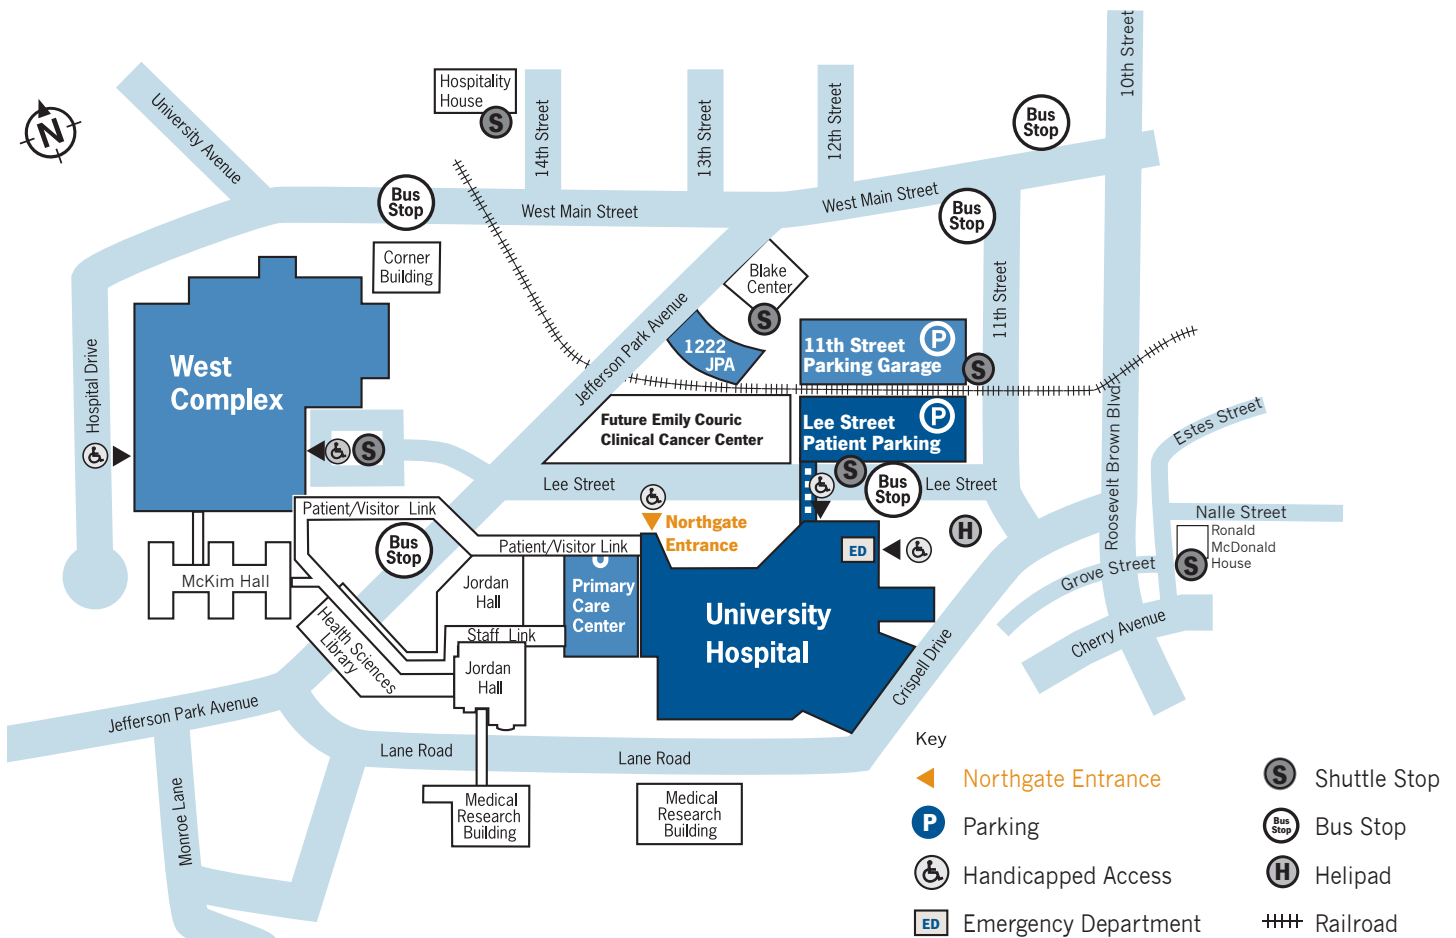 10th Street
Hospitality
House
S
N
University Avenue
14th Street
13th Street
12th Street
Bus
Stop
Bus
Stop
West Main Street
West Main Street
Bus
Stop
Corner
Building
Blake
Center
S
11th Street
Jefferson Park Avenue
1222
JPA
11th Street
Parking Garage
P
S
West
Complex
Hospital Drive
S
Future Emily Couric
Clinical Cancer Center
Lee Street
Patient Parking
P
Roosevelt Brown Blvd
Estes Street
Lee Street
S
Bus
Stop
Lee Street
Patient/Visitor Link
Northgate
Entrance
H
Nalle Street
Ronald
McDonald
House
S
Bus
Stop
Patient/Visitor Link
ED
Grove Street
McKim Hall
Jordan
Hall
Primary
Care
Center
University
Hospital
Cherry Avenue
Health Sciences
Library
Staff Link
Jordan
Hall
Crispell Drive
Jefferson Park Avenue
Lane Road
Lane Road
Monroe Lane
Medical
Research
Building
Medical
Research
Building
Key
Northgate Entrance
P Parking
Handicapped Access
ED Emergency Department
S Shuttle Stop
Bus
Stop
Bus Stop
H Helipad
Railroad